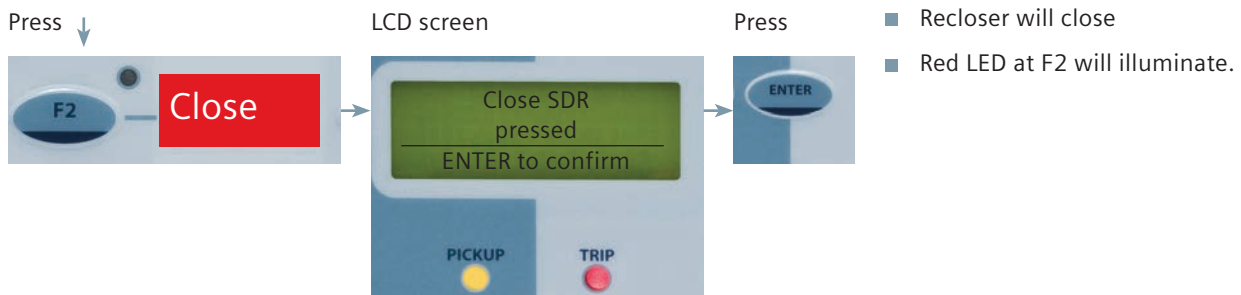 Press
F2
Close
LCD screen
Close SDR
pressed
ENTER to confirm
PICKUP
TRIP
Press
ENTER
Recloser will close
Red LED at F2 will illuminate.